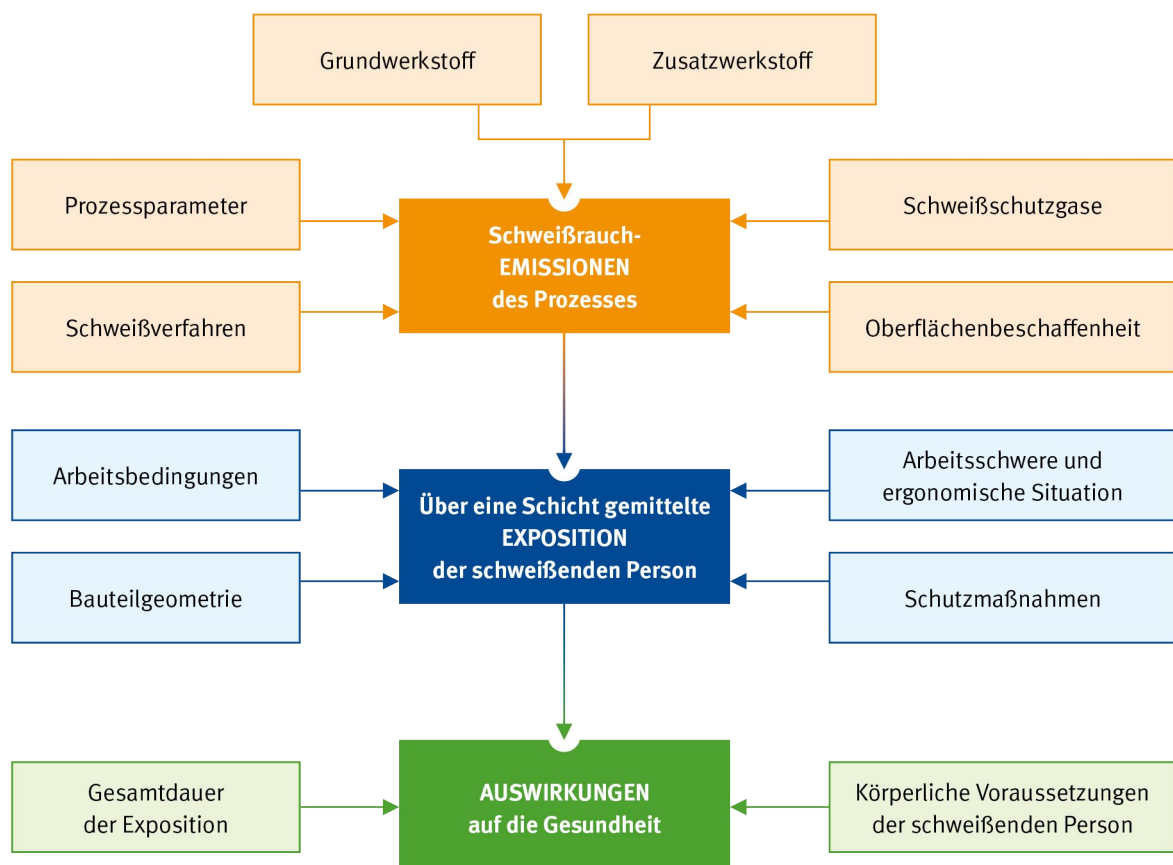 Grundwerkstoff
Zusatzwerkstoff
Prozessparameter
Schweißverfahren
Schweißrauch-
EMISSIONEN
des Prozesses
Schweißschutzgase
Oberflächenbeschaffenheit
Arbeitsbedingungen
Bauteilgeometrie
Über eine Schicht gemittelte
EXPOSITION
der schweißenden Person
Arbeitsschwere und
ergonomische Situation
Schutzmaßnahmen
Gesamtdauer
der Exposition
AUSWIRKUNGEN
auf die Gesundheit
Körperliche Voraussetzungen
der schweißenden Person